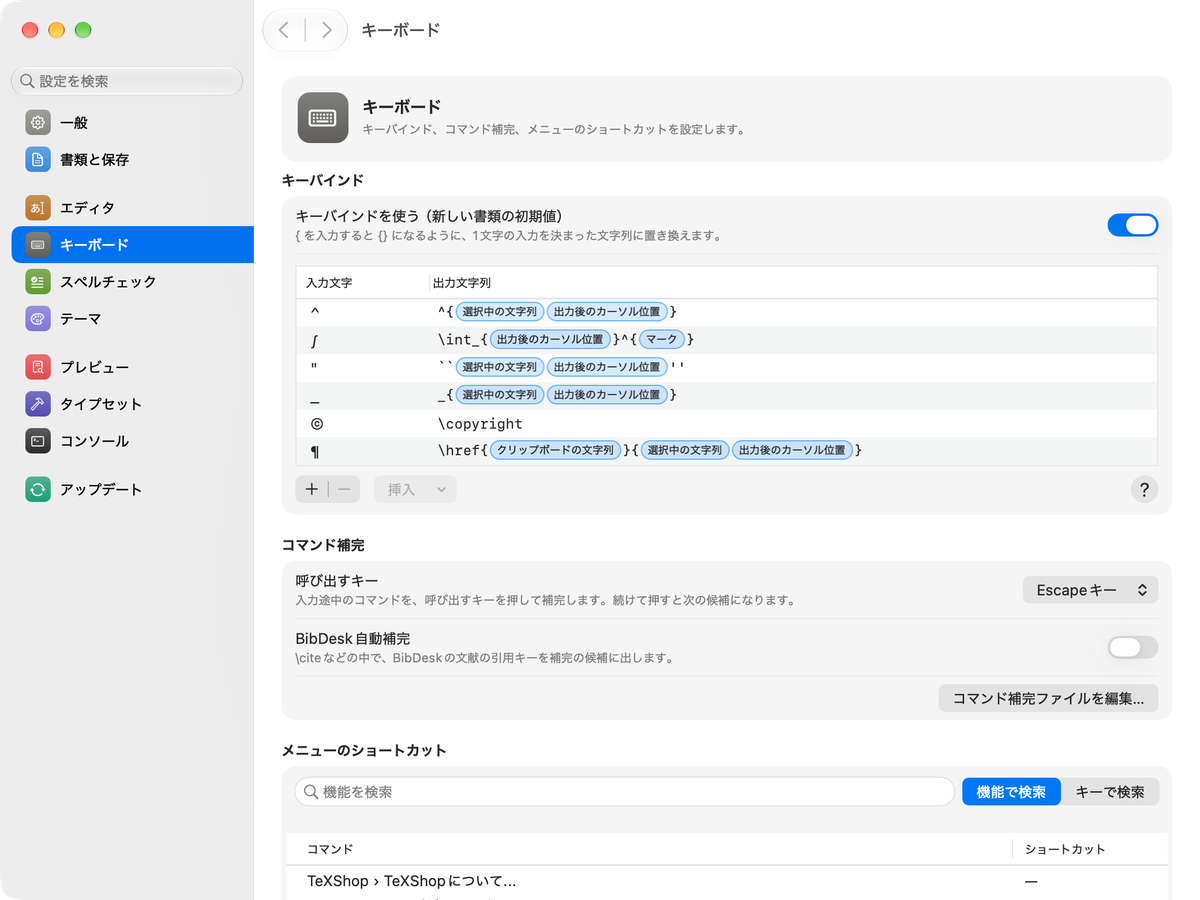 キーボード
設定を検索
一般
書類と保存
エディタ
キーボード
スペルチェック
テーマ
プレビュー
タイプセット
コンソール
アップデート
キーボード
キーバインド、コマンド補完、メニューのショートカットを設定します。
キーバインド
キーバインドを使う（新しい書類の初期値）
{ を入力すると {} になるように、1文字の入力を決まった文字列に置き換えます。
入力文字 出力文字列
^ ^{選択中の文字列 出力後のカーソル位置}
∫ \int_{出力後のカーソル位置}^{マーク}
" ``選択中の文字列 出力後のカーソル位置''
_ _{選択中の文字列 出力後のカーソル位置}
© \copyright
¶ \href{クリップボードの文字列}{選択中の文字列 出力後のカーソル位置}
+ − 挿入 ?
コマンド補完
呼び出すキー
入力途中のコマンドを、呼び出すキーを押して補完します。続けて押すと次の候補になります。
Escapeキー
BibDesk自動補完
\citeなどの中で、BibDeskの文献の引用キーを補完の候補に出します。
コマンド補完ファイルを編集...
メニューのショートカット
機能を検索 機能で検索 キーで検索
コマンド ショートカット
TeXShop › TeXShopについて... —